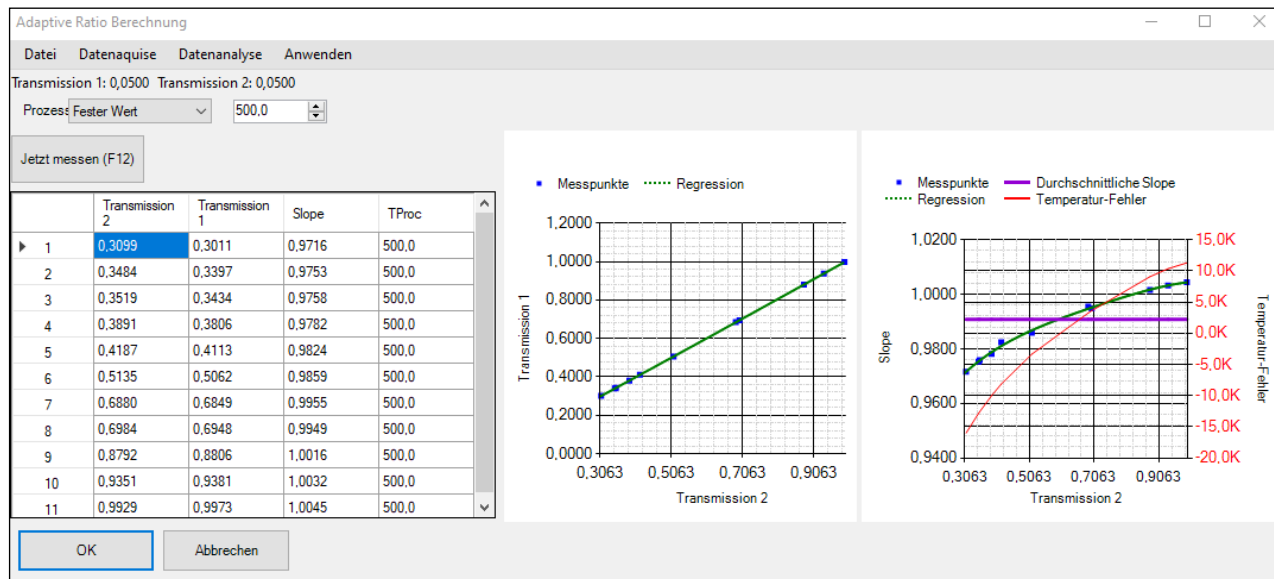 Adaptive Ratio Berechnung
Datei Datenaquise Datenanalyse Anwenden
Transmission 1: 0,0500 Transmission 2: 0,0500
Prozess Fester Wert 500,0
Jetzt messen (F12)
Transmission 2 Transmission 1 Slope TProc
1 0,3099 0,3011 0,9716 500,0
2 0,3484 0,3397 0,9753 500,0
3 0,3519 0,3434 0,9758 500,0
4 0,3891 0,3806 0,9782 500,0
5 0,4187 0,4113 0,9824 500,0
6 0,5135 0,5062 0,9859 500,0
7 0,6880 0,6849 0,9955 500,0
8 0,6984 0,6948 0,9949 500,0
9 0,8792 0,8806 1,0016 500,0
10 0,9351 0,9381 1,0032 500,0
11 0,9929 0,9973 1,0045 500,0
OK Abbrechen
Messpunkte Regression
1,2000
1,0000
0,8000
0,6000
0,4000
0,2000
0,0000
Transmission 1
0,3063 0,5063 0,7063 0,9063
Transmission 2
Messpunkte Durchschnittliche Slope
Regression Temperatur-Fehler
1,0200
1,0000
0,9800
0,9600
0,9400
Slope
15,0K
10,0K
5,0K
0,0K
-5,0K
-10,0K
-15,0K
-20,0K
Temperatur-Fehler
0,3063 0,5063 0,7063 0,9063
Transmission 2